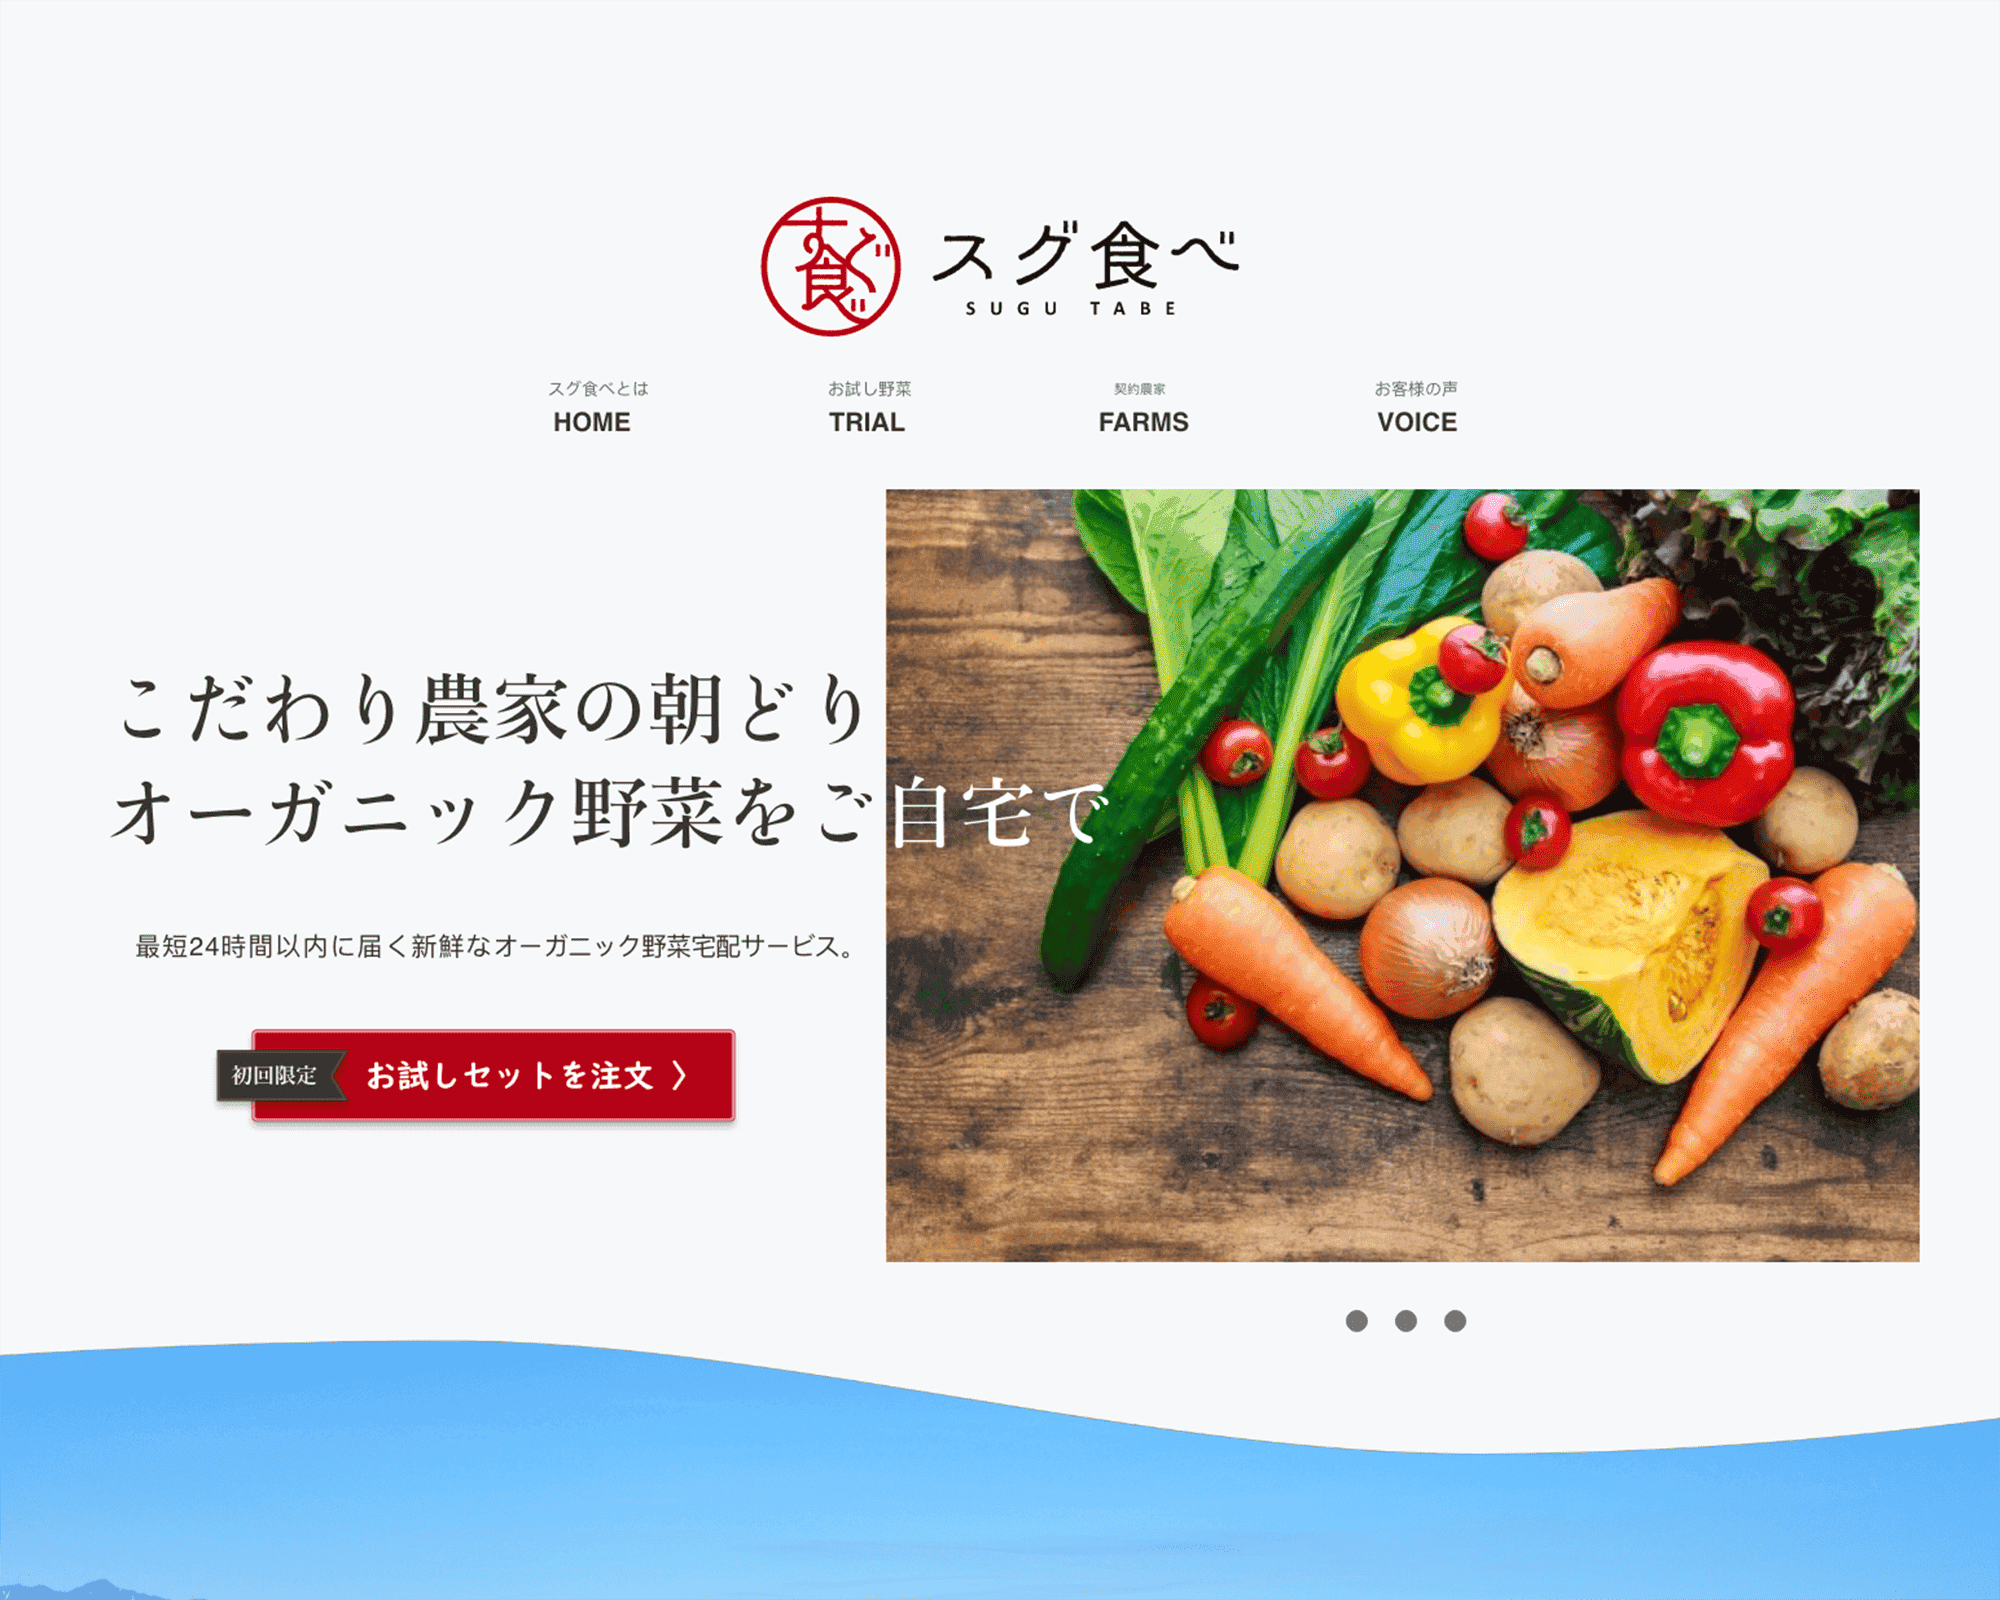 すぐ食べ
スグ食べ
SUGU TABE
スグ食べとは
HOME
お試し野菜
TRIAL
契約農家
FARMS
お客様の声
VOICE
こだわり農家の朝どり
オーガニック野菜をご自宅で
最短24時間以内に届く新鮮なオーガニック野菜宅配サービス。
初回限定
お試しセットを注文 〉